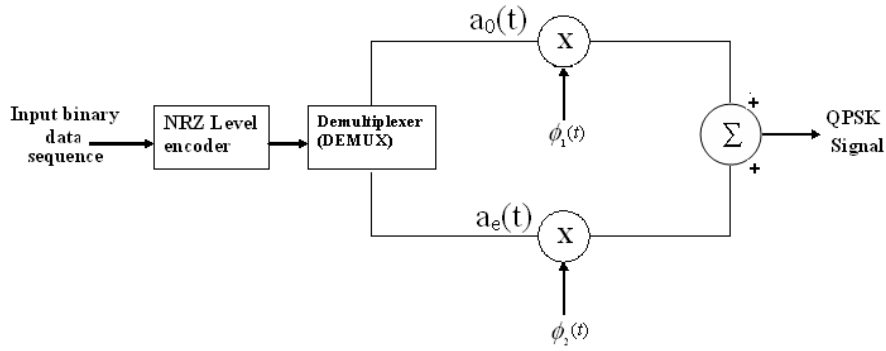 a₀(t)
X
Input binary
data
sequence
NRZ Level
encoder
Demultiplexer
(DEMUX)
ϕ₁(t)
+
Σ
+
QPSK
Signal
aₑ(t)
X
ϕ₂(t)